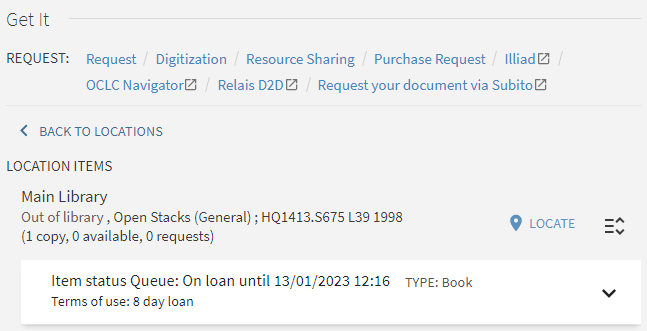 Get It
REQUEST: Request / Digitization / Resource Sharing / Purchase Request / Illiad /
OCLC Navigator / Relais D2D / Request your document via Subito
BACK TO LOCATIONS
LOCATION ITEMS
Main Library
Out of library , Open Stacks (General) ; HQ1413.S675 L39 1998
LOCATE
(1 copy, 0 available, 0 requests)
Item status Queue: On loan until 13/01/2023 12:16 TYPE: Book
Terms of use: 8 day loan